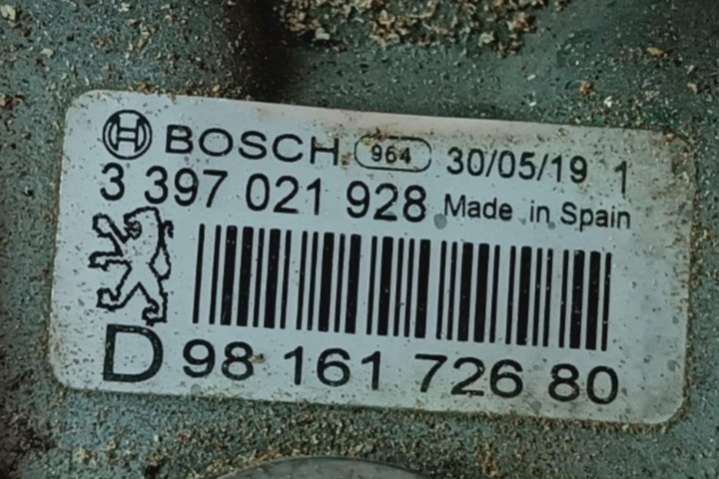 BOSCH 964 30/05/19 1
3 397 021 928 Made in Spain
D 98 161 726 80